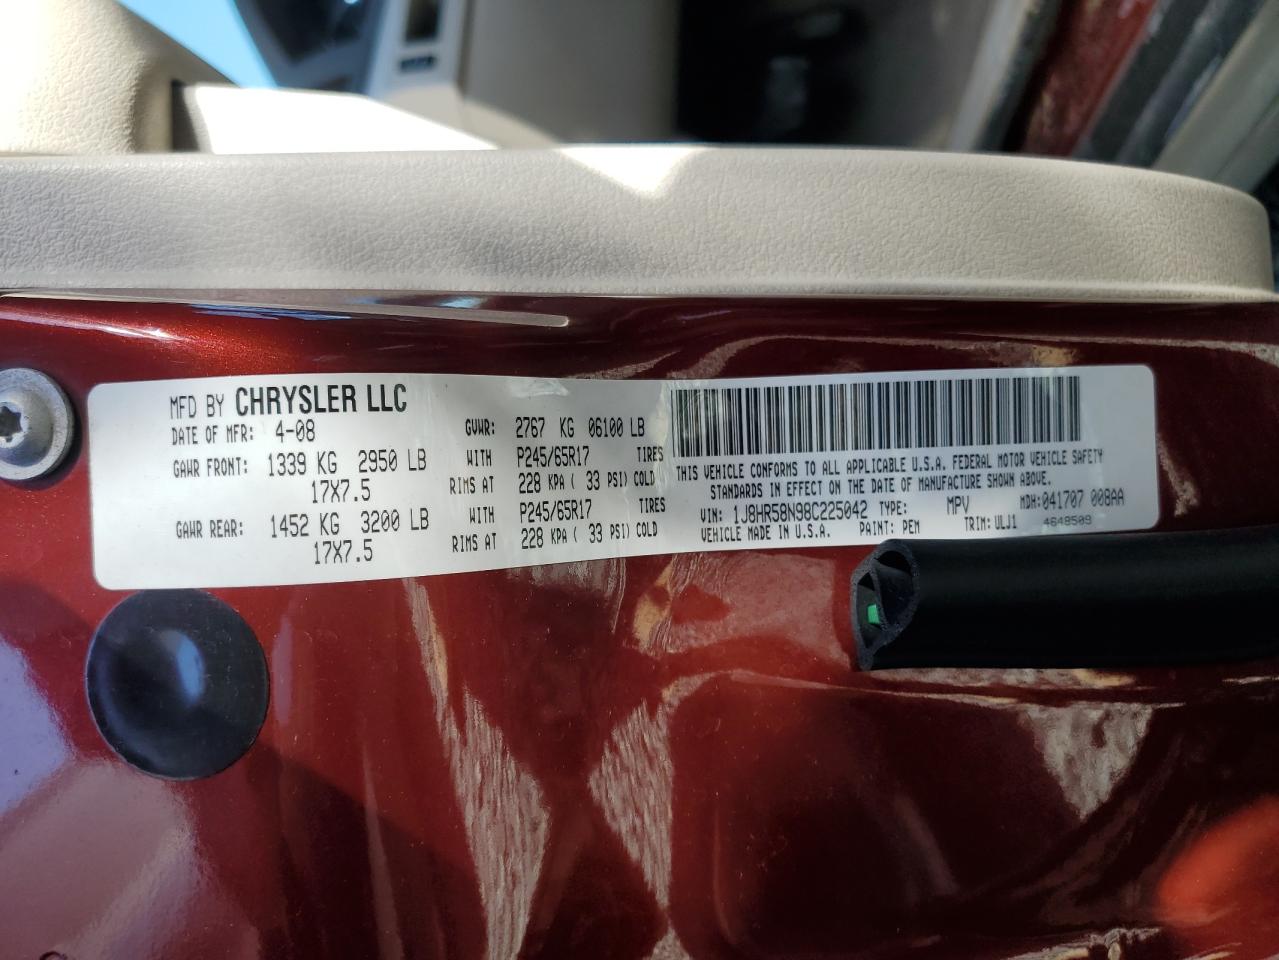 MFD BY CHRYSLER LLC
DATE OF MFR: 4-08 GVWR: 2767 KG 06100 LB
GAWR FRONT: 1339 KG 2950 LB WITH P245/65R17 TIRES
17X7.5 RIMS AT 228 KPA ( 33 PSI) COLD
GAWR REAR: 1452 KG 3200 LB WITH P245/65R17 TIRES
17X7.5 RIMS AT 228 KPA ( 33 PSI) COLD
THIS VEHICLE CONFORMS TO ALL APPLICABLE U.S.A. FEDERAL MOTOR VEHICLE SAFETY
STANDARDS IN EFFECT ON THE DATE OF MANUFACTURE SHOWN ABOVE.
VIN: 1J8HR58N98C225042 TYPE: MPV MDH:041707 008AA
VEHICLE MADE IN U.S.A. PAINT: PEM TRIM: ULJ1 4648509